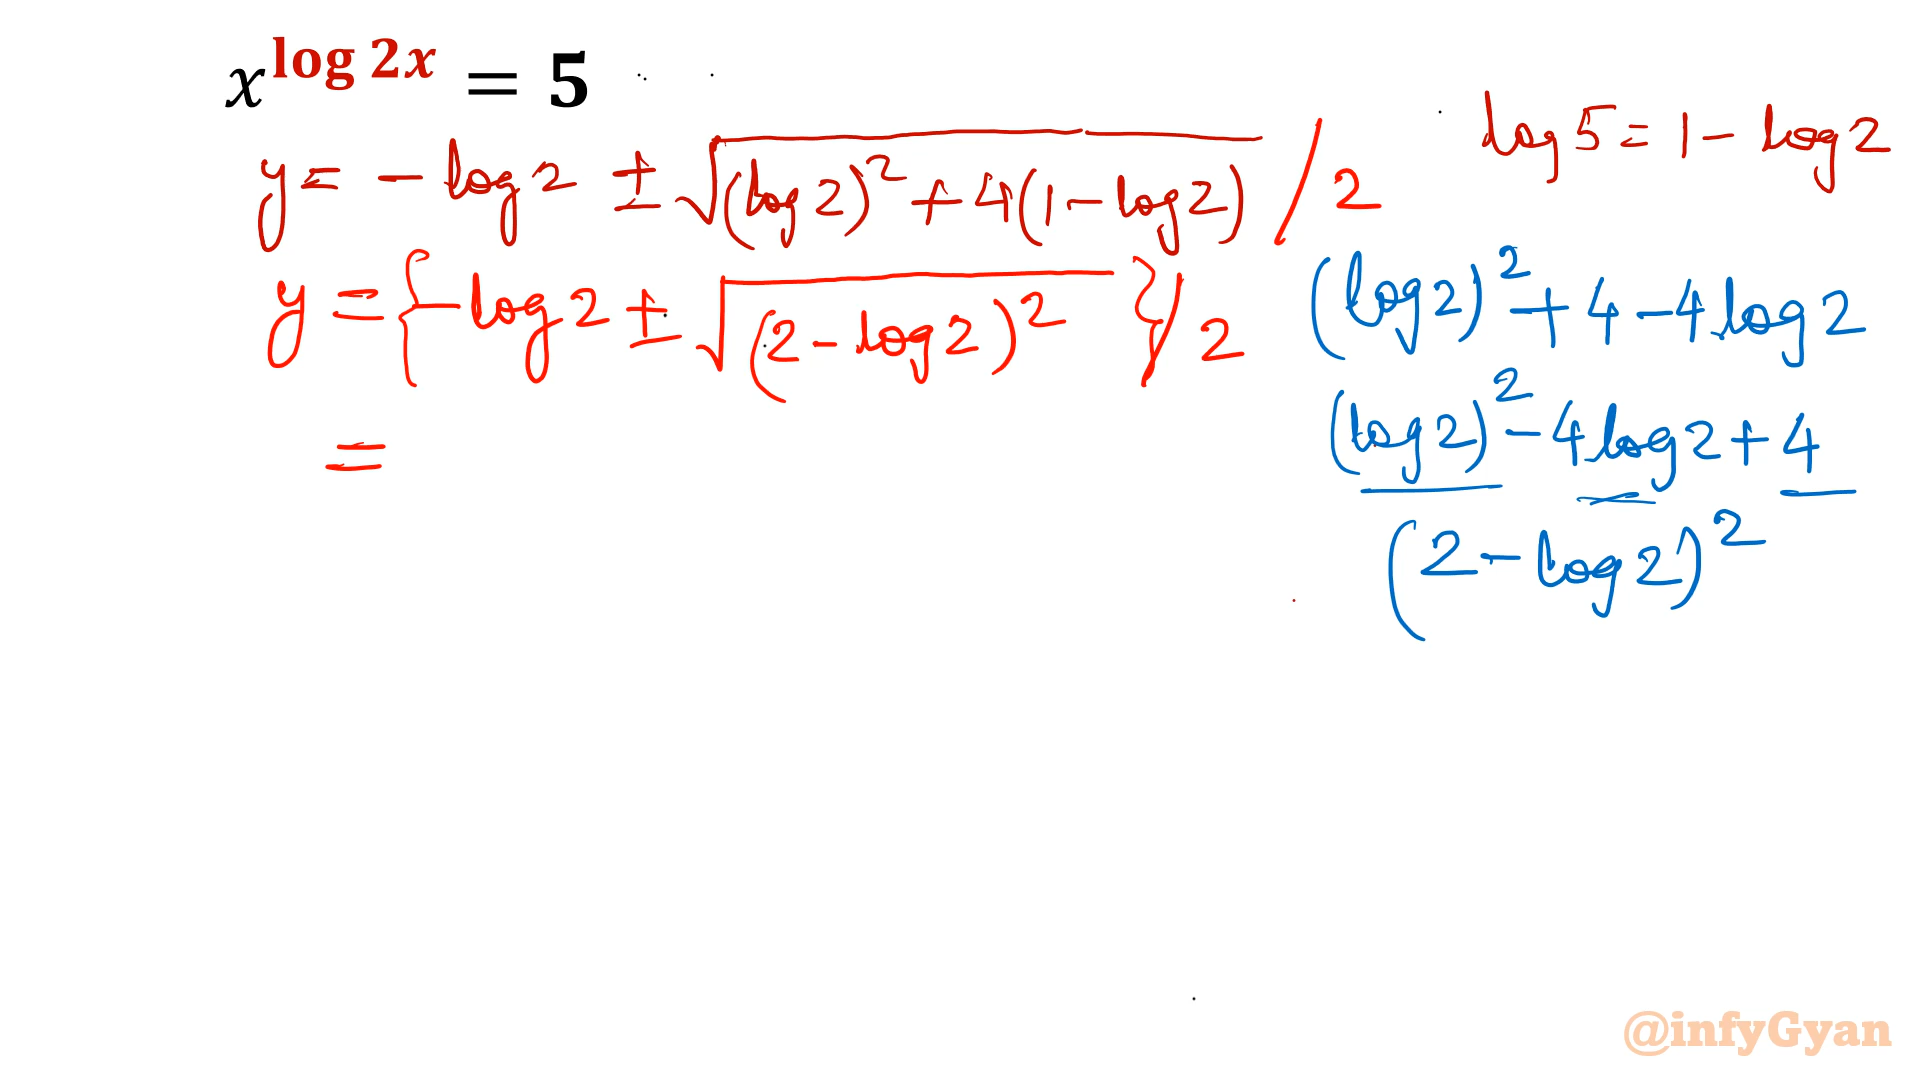 x^{log 2x} = 5
log 5 = 1 - log 2
y = - log 2 ± √((log 2)^2 + 4(1 - log 2)) / 2
y = {- log 2 ± √((2 - log 2)^2)} / 2
=
(log 2)^2 + 4 - 4 log 2
(log 2)^2 - 4 log 2 + 4
(2 - log 2)^2
@infyGyan